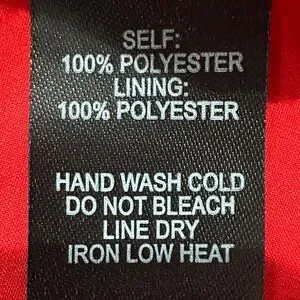 SELF:
100% POLYESTER
LINING:
100% POLYESTER
HAND WASH COLD
DO NOT BLEACH
LINE DRY
IRON LOW HEAT